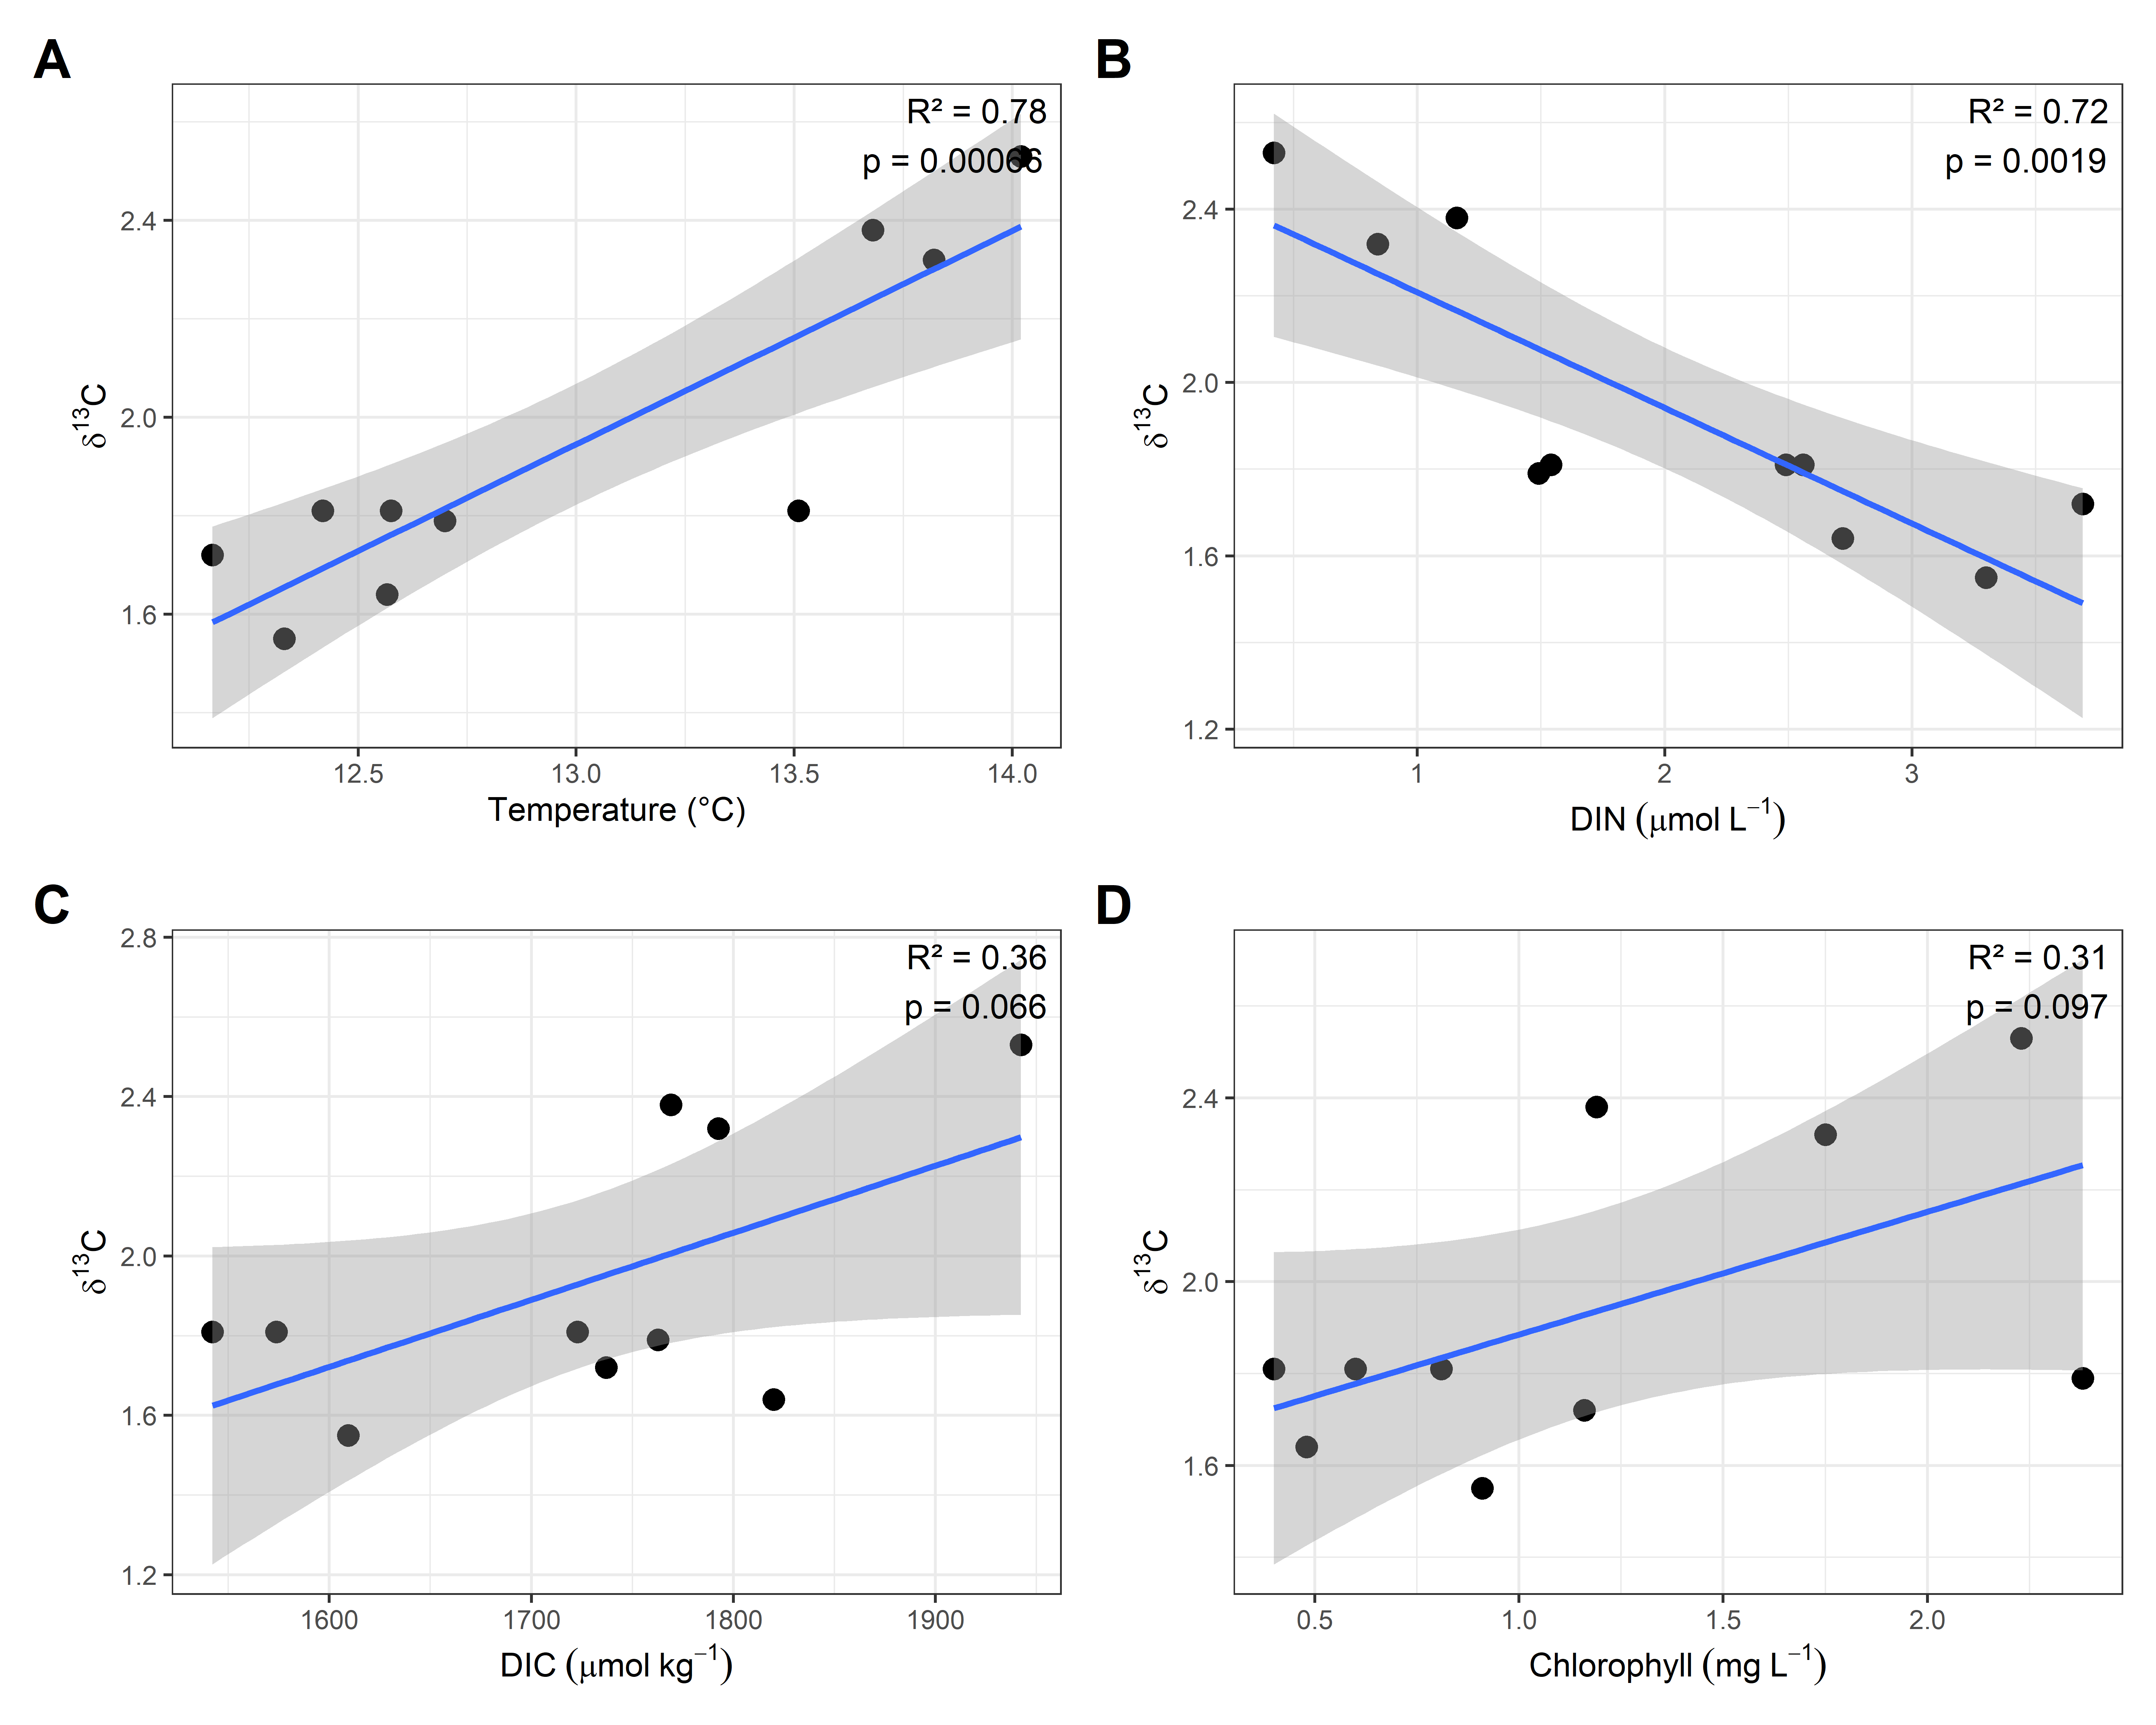 A
R² = 0.78
p = 0.00066
2.4
2.0
1.6
δ¹³C
12.5 13.0 13.5 14.0
Temperature (°C)
B
R² = 0.72
p = 0.0019
2.4
2.0
1.6
1.2
δ¹³C
1 2 3
DIN (μmol L⁻¹)
C
R² = 0.36
p = 0.066
2.8
2.4
2.0
1.6
1.2
δ¹³C
1600 1700 1800 1900
DIC (μmol kg⁻¹)
D
R² = 0.31
p = 0.097
2.4
2.0
1.6
δ¹³C
0.5 1.0 1.5 2.0
Chlorophyll (mg L⁻¹)